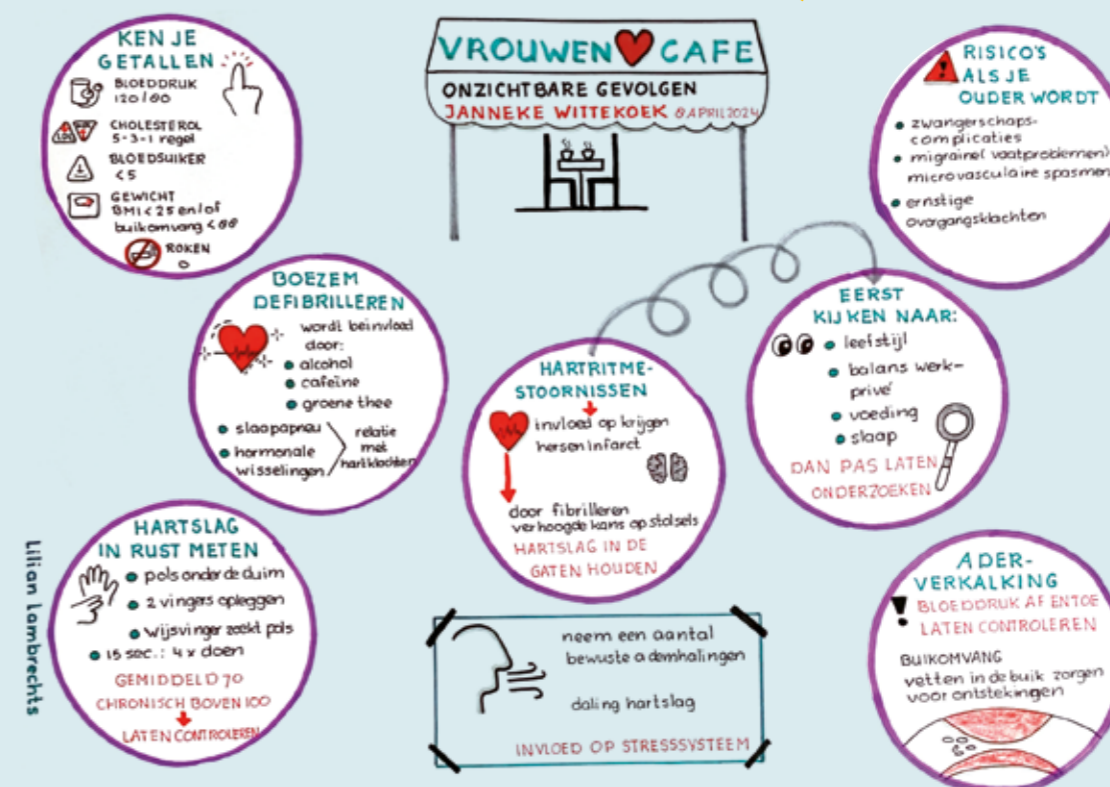 VROUWEN CAFE
ONZICHTBARE GEVOLGEN
JANNEKE WITTEKOEK 8 APRIL 2024
KEN JE
GETALLEN
BLOEDDRUK
120/80
CHOLESTEROL
5-3-1 regel
BLOEDSUIKER
<5
GEWICHT
BMI < 25 en/of
buikomvang < 88
ROKEN
0
BOEZEM
DEFIBRILLEREN
wordt beinvloed
door:
alcohol
cafeïne
groene thee
slaapapneu
hormonale
wisselingen
relatie
met
hartklachten
HARTSLAG
IN RUST METEN
pols onder de duim
2 vingers opleggen
wijsvinger zoekt pols
15 sec.: 4 x doen
GEMIDDELD 70
CHRONISCH BOVEN 100
LATEN CONTROLEREN
HARTRITME-
STOORNISSEN
invloed op krijgen
herseninfarct
door fibrilleren
verhoogde kans op stolsels
HARTSLAG IN DE
GATEN HOUDEN
EERST
KIJKEN NAAR:
leefstijl
balans werk-
privé
voeding
slaap
DAN PAS LATEN
ONDERZOEKEN
RISICO'S
ALS JE
OUDER WORDT
zwangerschaps-
complicaties
migraine (vaatproblemen)
microvasculaire spasmen
ernstige
overgangsklachten
ADER-
VERKALKING
BLOEDDRUK AF EN TOE
LATEN CONTROLEREN
BUIKOMVANG
vetten in de buik zorgen
voor ontstekingen
neem een aantal
bewuste ademhalingen
daling hartslag
INVLOED OP STRESSSYSTEEM
Lilian Lambrechts